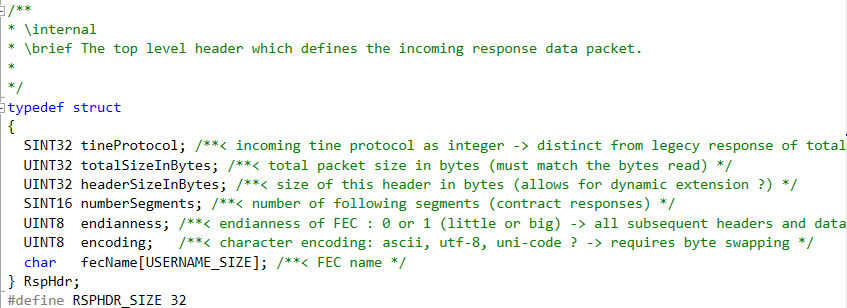 /**
* \internal
* \brief The top level header which defines the incoming response data packet.
*
*/
typedef struct
{
SINT32 tineProtocol; /**< incoming tine protocol as integer -> distinct from legecy response of total
UINT32 totalSizeInBytes; /**< total packet size in bytes (must match the bytes read) */
UINT32 headerSizeInBytes; /**< size of this header in bytes (allows for dynamic extension ?) */
SINT16 numberSegments; /**< number of following segments (contract responses) */
UINT8 endianness; /**< endianness of FEC : 0 or 1 (little or big) -> all subsequent headers and data
UINT8 encoding; /**< character encoding: ascii, utf-8, uni-code ? -> requires byte swapping */
char fecName[USERNAME_SIZE]; /**< FEC name */
} RspHdr;
#define RSPHDR_SIZE 32